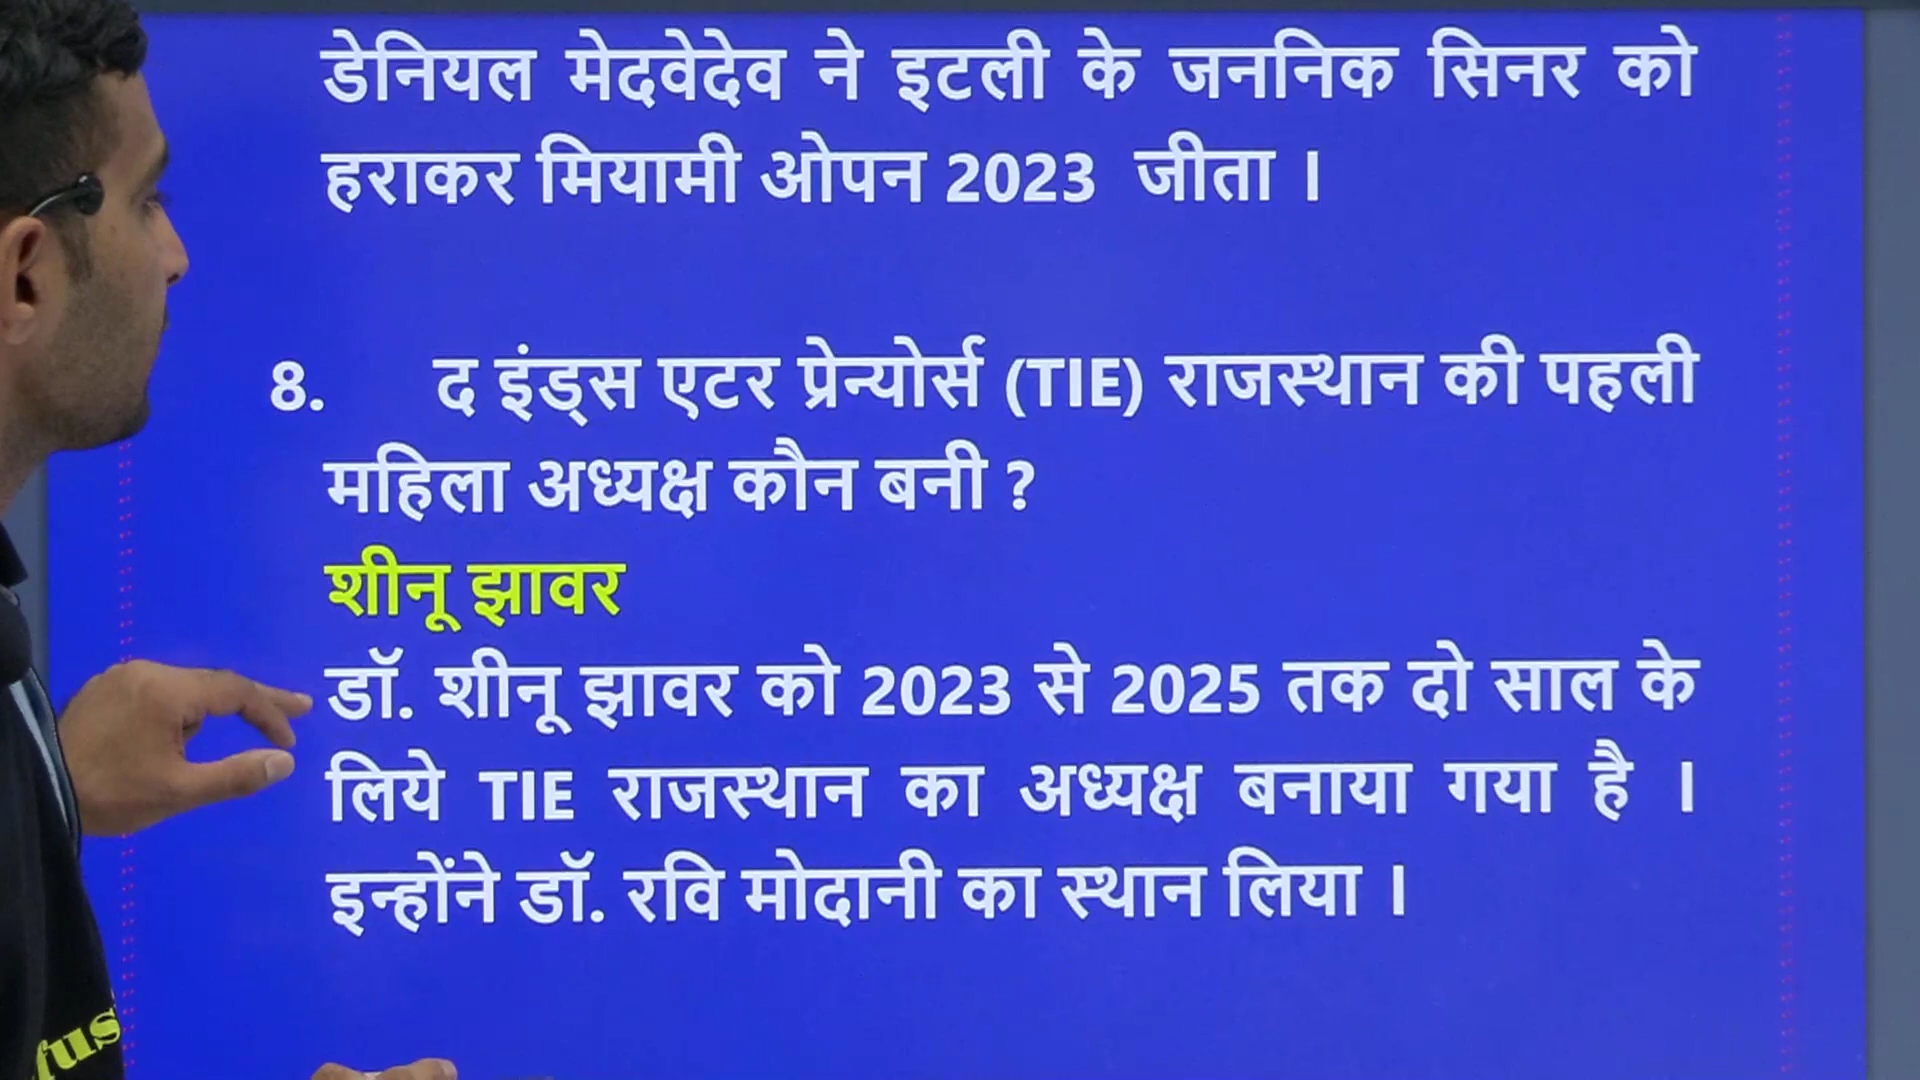 डेनियल मेदवेदेव ने इटली के जननिक सिनर को
हराकर मियामी ओपन 2023 जीता ।
8. द इंड्स एटर प्रेन्योर्स (TIE) राजस्थान की पहली
महिला अध्यक्ष कौन बनी ?
शीनू झावर
डॉ. शीनू झावर को 2023 से 2025 तक दो साल के
लिये TIE राजस्थान का अध्यक्ष बनाया गया है ।
इन्होंने डॉ. रवि मोदानी का स्थान लिया ।
fus